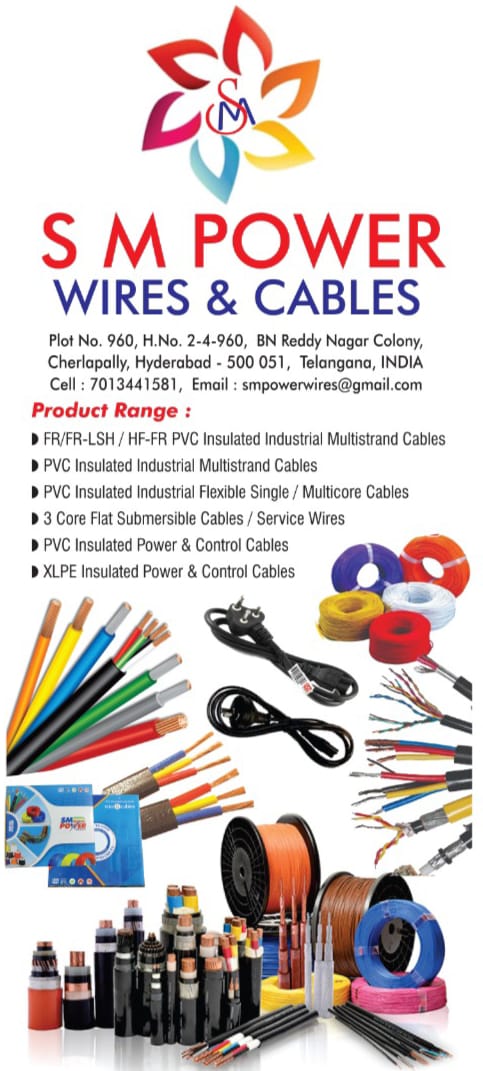 SM
S M POWER
WIRES & CABLES
Plot No. 960, H.No. 2-4-960, BN Reddy Nagar Colony,
Cherlapally, Hyderabad - 500 051, Telangana, INDIA
Cell : 7013441581, Email : smpowerwires@gmail.com
Product Range :
◗ FR/FR-LSH / HF-FR PVC Insulated Industrial Multistrand Cables
◗ PVC Insulated Industrial Multistrand Cables
◗ PVC Insulated Industrial Flexible Single / Multicore Cables
◗ 3 Core Flat Submersible Cables / Service Wires
◗ PVC Insulated Power & Control Cables
◗ XLPE Insulated Power & Control Cables
SM
POWER